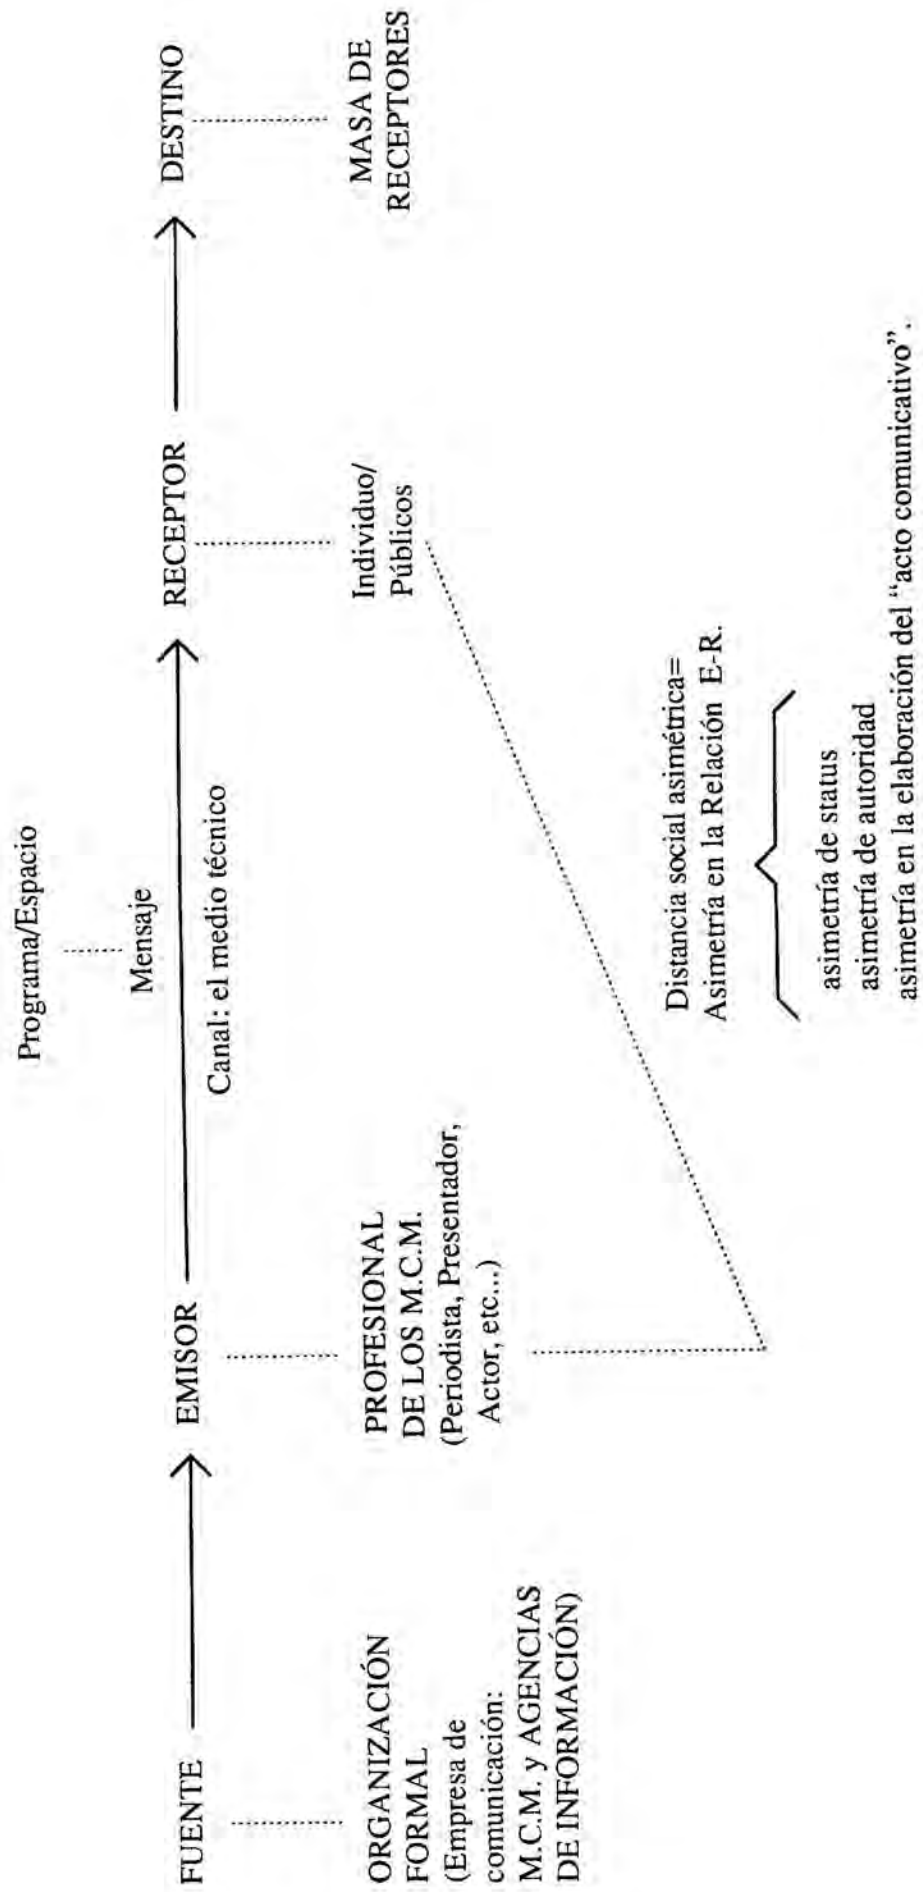 Programa/Espacio
Mensaje
FUENTE
EMISOR
Canal: el medio técnico
RECEPTOR
DESTINO
ORGANIZACIÓN
FORMAL
(Empresa de
comunicación:
M.C.M. y AGENCIAS
DE INFORMACIÓN)
PROFESIONAL
DE LOS M.C.M.
(Periodista, Presentador,
Actor, etc...)
Individuo/
Públicos
MASA DE
RECEPTORES
Distancia social asimétrica=
Asimetría en la Relación E-R.
asimetría de status
asimetría de autoridad
asimetría en la elaboración del “acto comunicativo”.